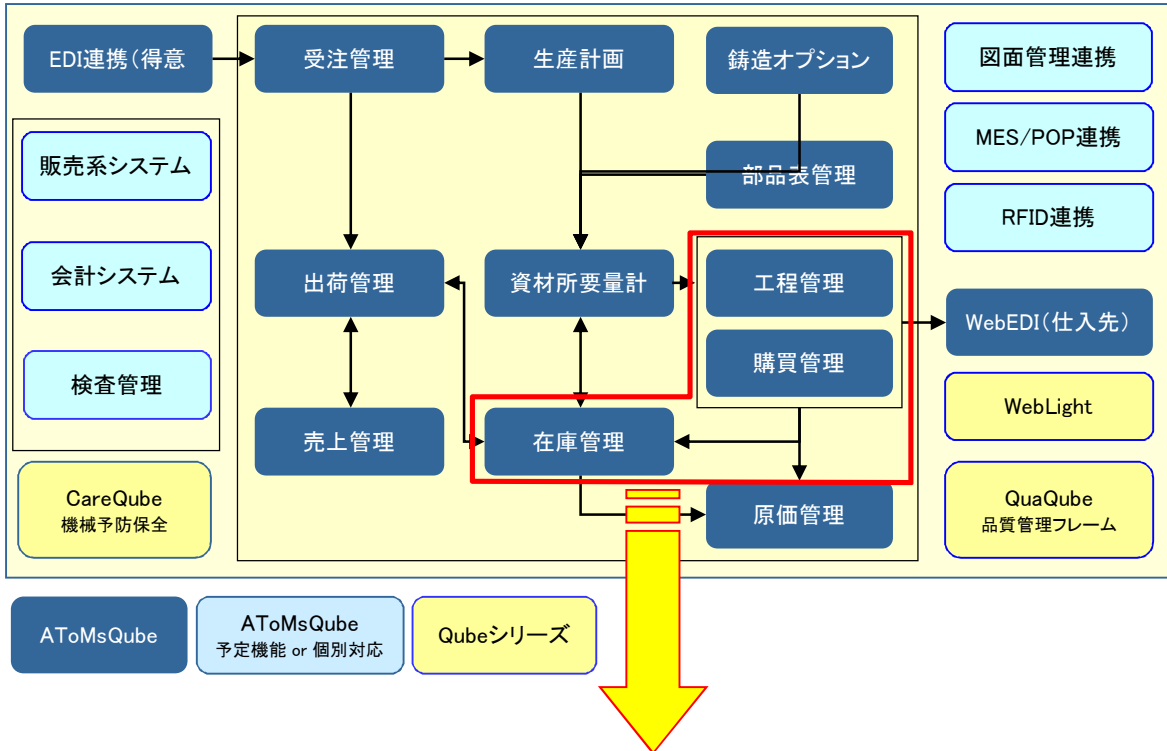 EDI連携（得意
受注管理
生産計画
鋳造オプション
図面管理連携
販売系システム
部品表管理
MES/POP連携
RFID連携
会計システム
出荷管理
資材所要量計
工程管理
WebEDI（仕入先）
検査管理
購買管理
売上管理
在庫管理
WebLight
CareQube
機械予防保全
原価管理
QuaQube
品質管理フレーム
AToMsQube
AToMsQube
予定機能 or 個別対応
Qubeシリーズ